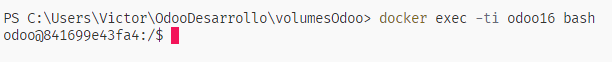 PS C:\Users\Victor\OdooDesarrollo\volumesOdoo> docker exec -ti odoo16 bash
odoo@841699e43fa4:/$